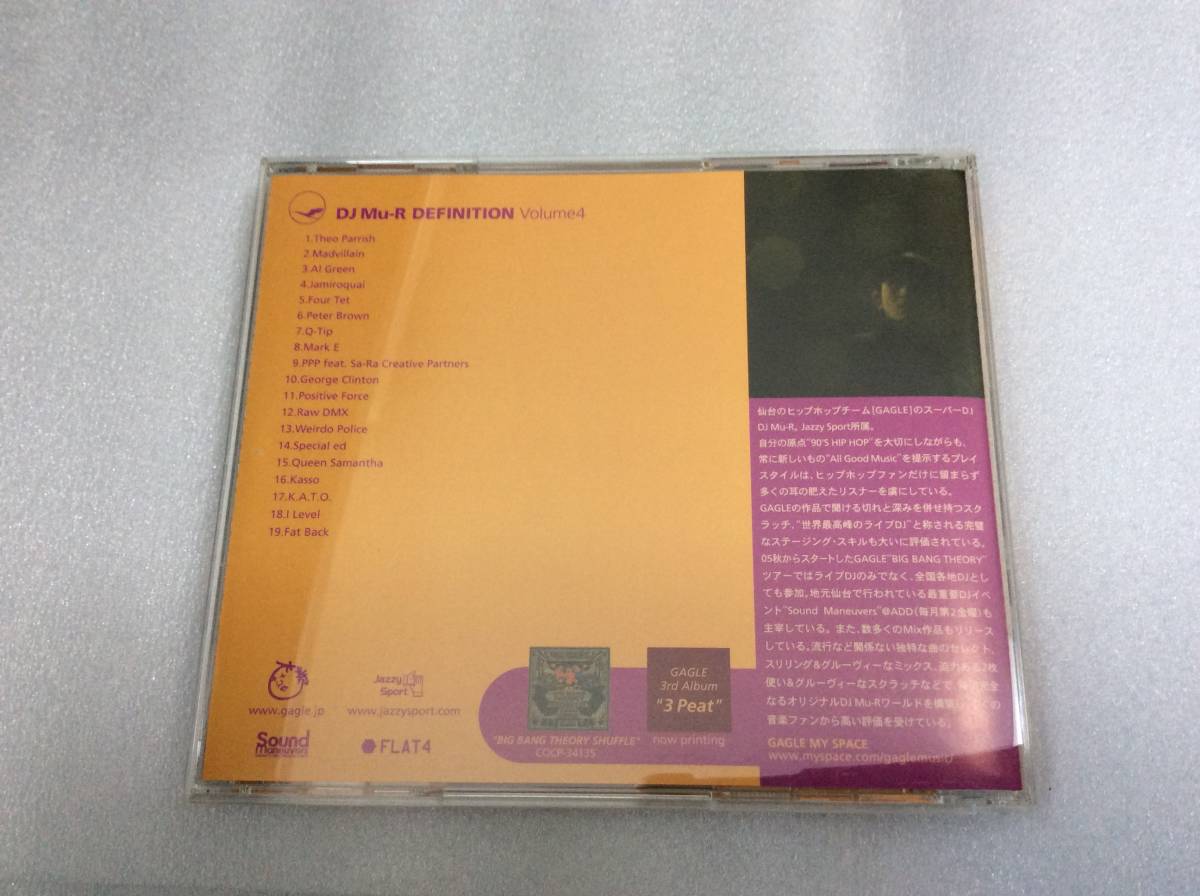 DJ Mu-R DEFINITION Volume4
1.Theo Parrish
2.Madvillain
3.Al Green
4.Jamiroquai
5.Four Tet
6.Peter Brown
7.Q-Tip
8.Mark E
9.PPP feat. Sa-Ra Creative Partners
10.George Clinton
11.Positive Force
12.Raw DMX
13.Weirdo Police
14.Special ed
15.Queen Samantha
16.Kasso
17.K.A.T.O.
18.I Level
19.Fat Back
仙台のヒップホップチーム[GAGLE]のスーパーDJ
DJ Mu-R。Jazzy Sport所属。
自分の原点"90'S HIP HOP"を大切にしながらも、
常に新しいもの"All Good Music"を提示するプレイ
スタイルは、ヒップホップファンだけに留まらず
多くの耳の肥えたリスナーを虜にしている。
GAGLEの作品で聞ける切れと深みを併せ持つスク
ラッチ、"世界最高峰のライブDJ"と称される完璧
なステージング・スキルも大いに評価されている。
05秋からスタートしたGAGLE"BIG BANG THEORY"
ツアーではライブDJのみでなく、全国各地DJとし
ても参加。地元仙台で行われている最重要DJイベ
ント"Sound Maneuvers"@ADD(毎月第2金曜)も
主宰している。また、数多くのMix作品もリリース
している。流行など関係ない独特な曲のセレクト、
スリリング&グルーヴィーなミックス、迫力ある2枚
使い&グルーヴィーなスクラッチなどで、完全
なるオリジナルDJ Mu-Rワールドを構築し、の
音楽ファンから高い評価を受けている。
GAGLE MY SPACE
www.myspace.com/gaglemusic
www.gagle.jp
Jazzy
Sport
www.jazzysport.com
Sound
Maneuvers
FLAT4
"BIG BANG THEORY SHUFFLE"
COCP-34135
GAGLE
3rd Album
"3 Peat"
now printing